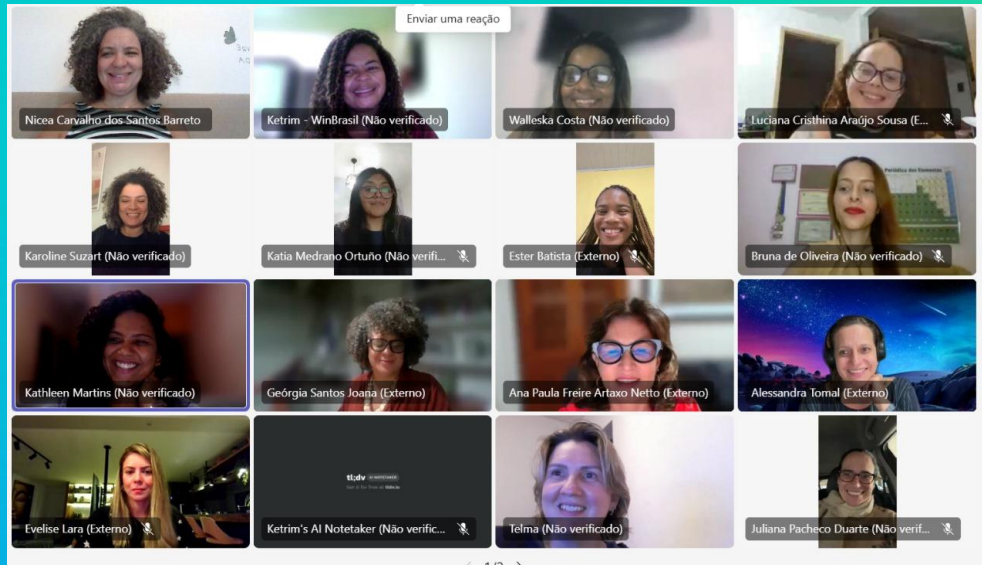 Enviar uma reação
Nicea Carvalho dos Santos Barreto
Ketrim - WinBrasil (Não verificado)
Walleska Costa (Não verificado)
Luciana Cristhina Araújo Sousa (E...
Karoline Suzart (Não verificado)
Katia Medrano Ortuño (Não verifi...
Ester Batista (Externo)
Bruna de Oliveira (Não verificado)
Kathleen Martins (Não verificado)
Geórgia Santos Joana (Externo)
Ana Paula Freire Artaxo Netto (Externo)
Alessandra Tomal (Externo)
tl;dv AI NOTETAKER
Evelise Lara (Externo)
Ketrim's AI Notetaker (Não verific...
Telma (Não verificado)
Juliana Pacheco Duarte (Não verif...